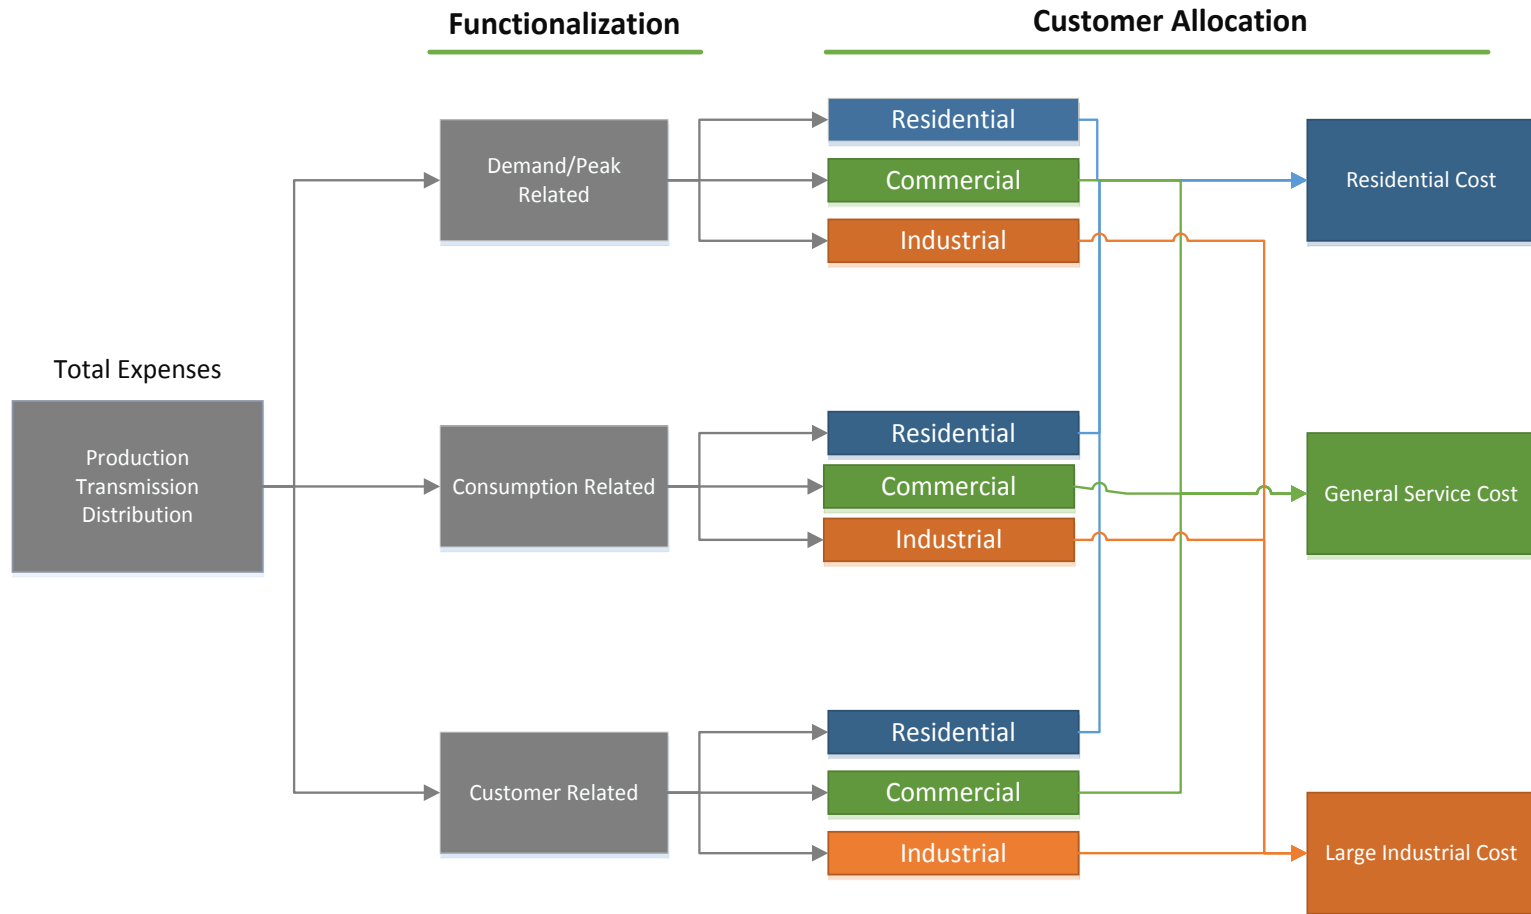 Functionalization
Customer Allocation
Total Expenses
Production
Transmission
Distribution
Demand/Peak
Related
Residential
Commercial
Industrial
Residential Cost
Consumption Related
Residential
Commercial
Industrial
General Service Cost
Customer Related
Residential
Commercial
Industrial
Large Industrial Cost